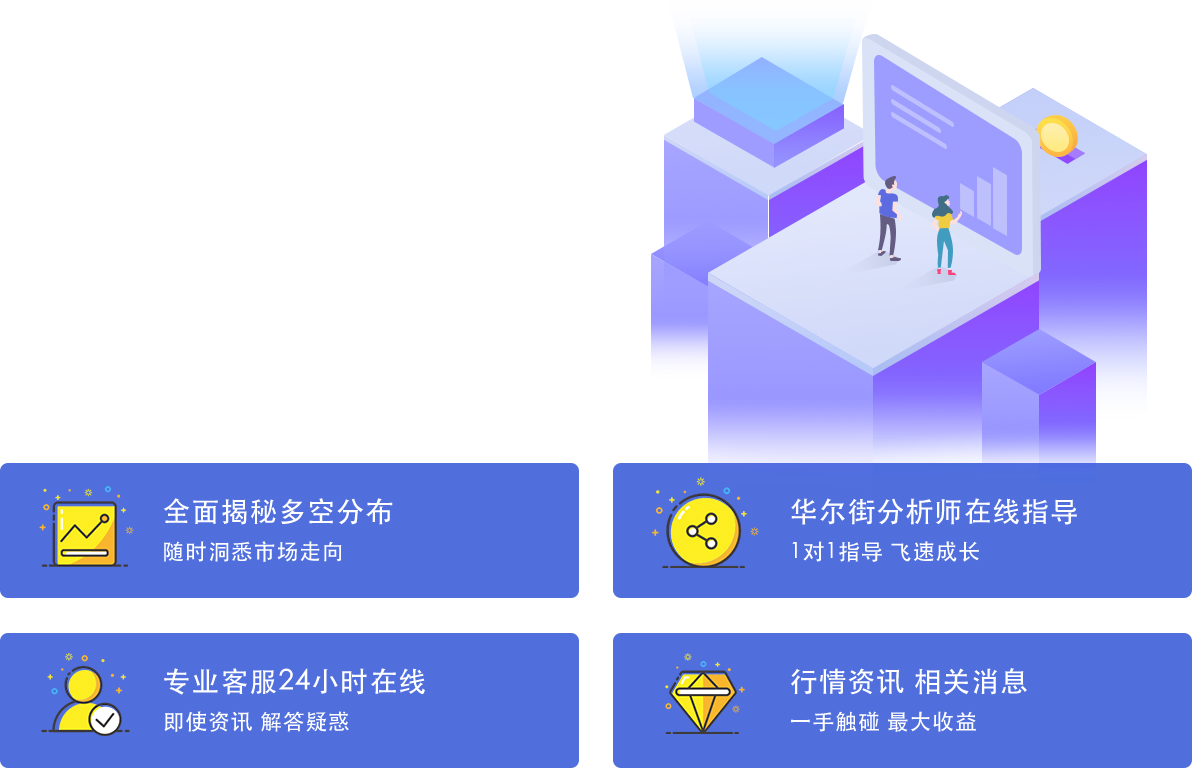 全面揭秘多空分布
随时洞悉市场走向
华尔街分析师在线指导
1对1指导 飞速成长
专业客服24小时在线
即使资讯 解答疑惑
行情资讯 相关消息
一手触碰 最大收益